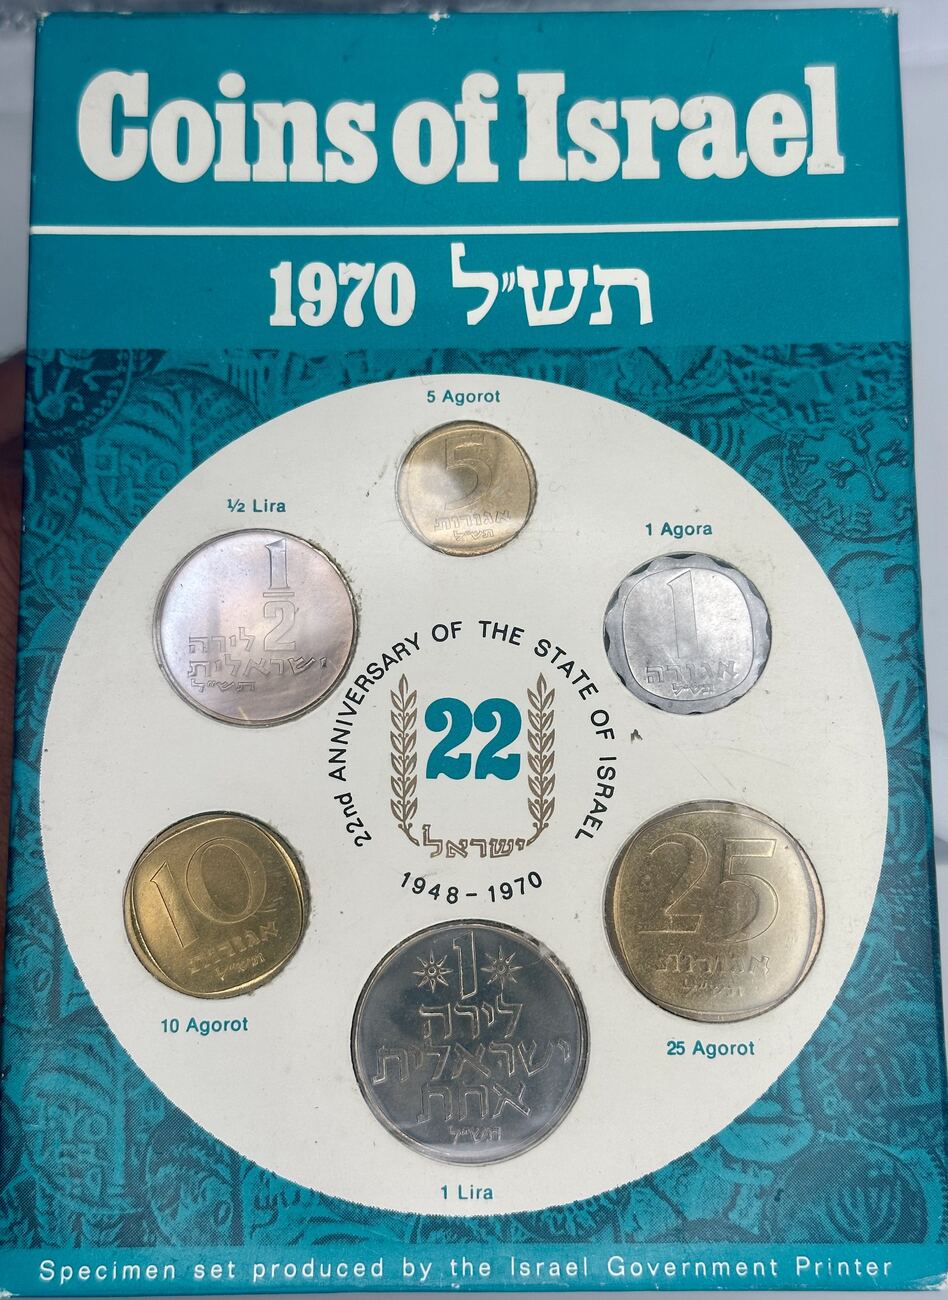 Coins of Israel
1970 תש״ל
5 Agorot
5
אגורות
תש״ל
½ Lira
1/2
לירה
ישראלית
תש״ל
1 Agora
1
אגורה
תש״ל
22nd ANNIVERSARY OF THE STATE OF ISRAEL
22
ישראל
1948 – 1970
10
אגורות
תש״ל
10 Agorot
25
אגורות
תש״ל
25 Agorot
1
לירה
ישראלית
אחת
תש״ל
1 Lira
Specimen set produced by the Israel Government Printer